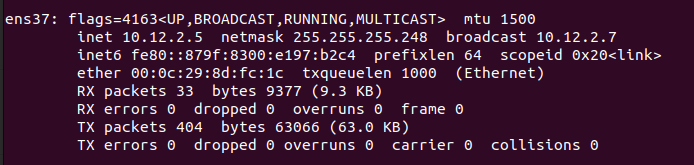 ens37: flags=4163<UP,BROADCAST,RUNNING,MULTICAST>  mtu 1500
        inet 10.12.2.5  netmask 255.255.255.248  broadcast 10.12.2.7
        inet6 fe80::879f:8300:e197:b2c4  prefixlen 64  scopeid 0x20<link>
        ether 00:0c:29:8d:fc:1c  txqueuelen 1000  (Ethernet)
        RX packets 33  bytes 9377 (9.3 KB)
        RX errors 0  dropped 0  overruns 0  frame 0
        TX packets 404  bytes 63066 (63.0 KB)
        TX errors 0  dropped 0 overruns 0  carrier 0  collisions 0